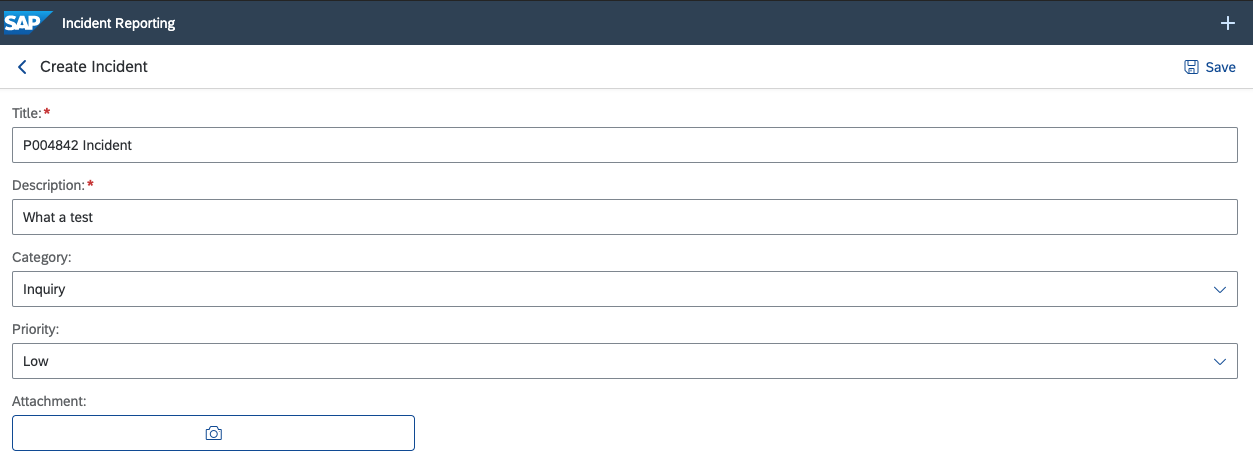 SAP Incident Reporting
Create Incident Save
Title:*
P004842 Incident
Description:*
What a test
Category:
Inquiry
Priority:
Low
Attachment: